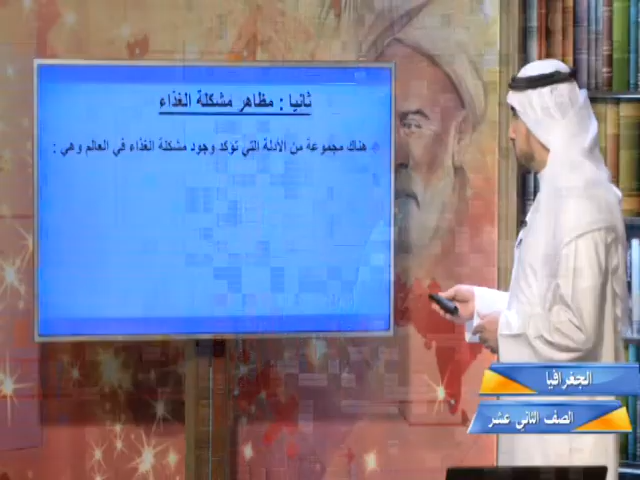 ثانيا : مظاهر مشكلة الغذاء
هناك مجموعة من الأدلة التي تؤكد وجود مشكلة الغذاء في العالم وهي :
الجغرافيا
الصف الثاني عشر